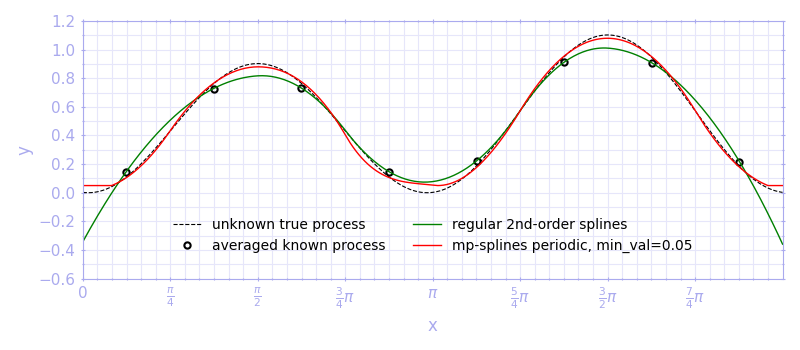 1.2
1.0
0.8
0.6
0.4
0.2
0.0
−0.2
−0.4
−0.6
y
unknown true process
averaged known process
regular 2nd-order splines
mp-splines periodic, min_val=0.05
0 π/4 π/2 3/4π π 5/4π 3/2π 7/4π
x